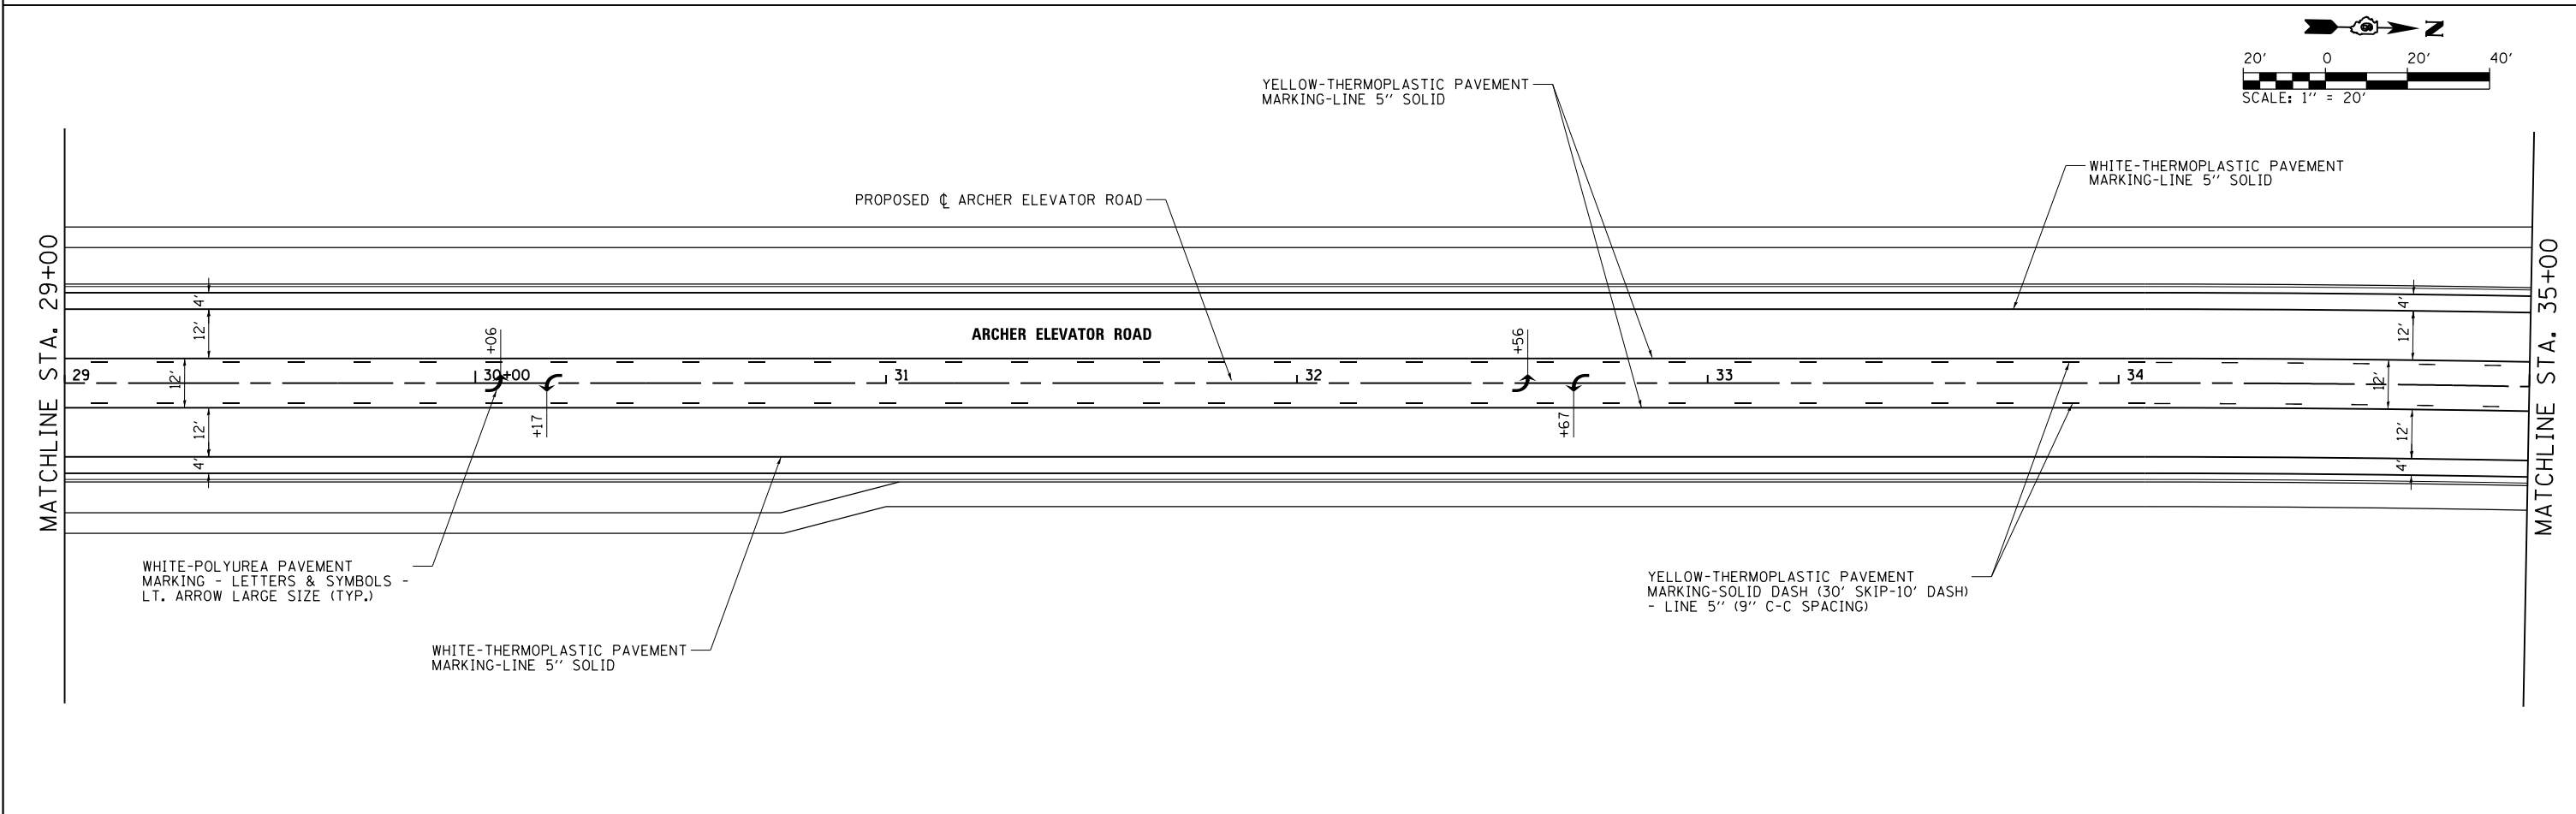 N
20' 0 20' 40'
SCALE: 1'' = 20'
YELLOW-THERMOPLASTIC PAVEMENT
MARKING-LINE 5'' SOLID
WHITE-THERMOPLASTIC PAVEMENT
MARKING-LINE 5'' SOLID
PROPOSED ℄ ARCHER ELEVATOR ROAD
MATCHLINE STA. 29+00
MATCHLINE STA. 35+00
4'
4'
12'
12'
ARCHER ELEVATOR ROAD
+06
+56
29
30+00
31
32
33
34
12'
12'
+17
+67
12'
12'
4'
4'
WHITE-POLYUREA PAVEMENT
MARKING - LETTERS & SYMBOLS -
LT. ARROW LARGE SIZE (TYP.)
YELLOW-THERMOPLASTIC PAVEMENT
MARKING-SOLID DASH (30' SKIP-10' DASH)
- LINE 5'' (9'' C-C SPACING)
WHITE-THERMOPLASTIC PAVEMENT
MARKING-LINE 5'' SOLID